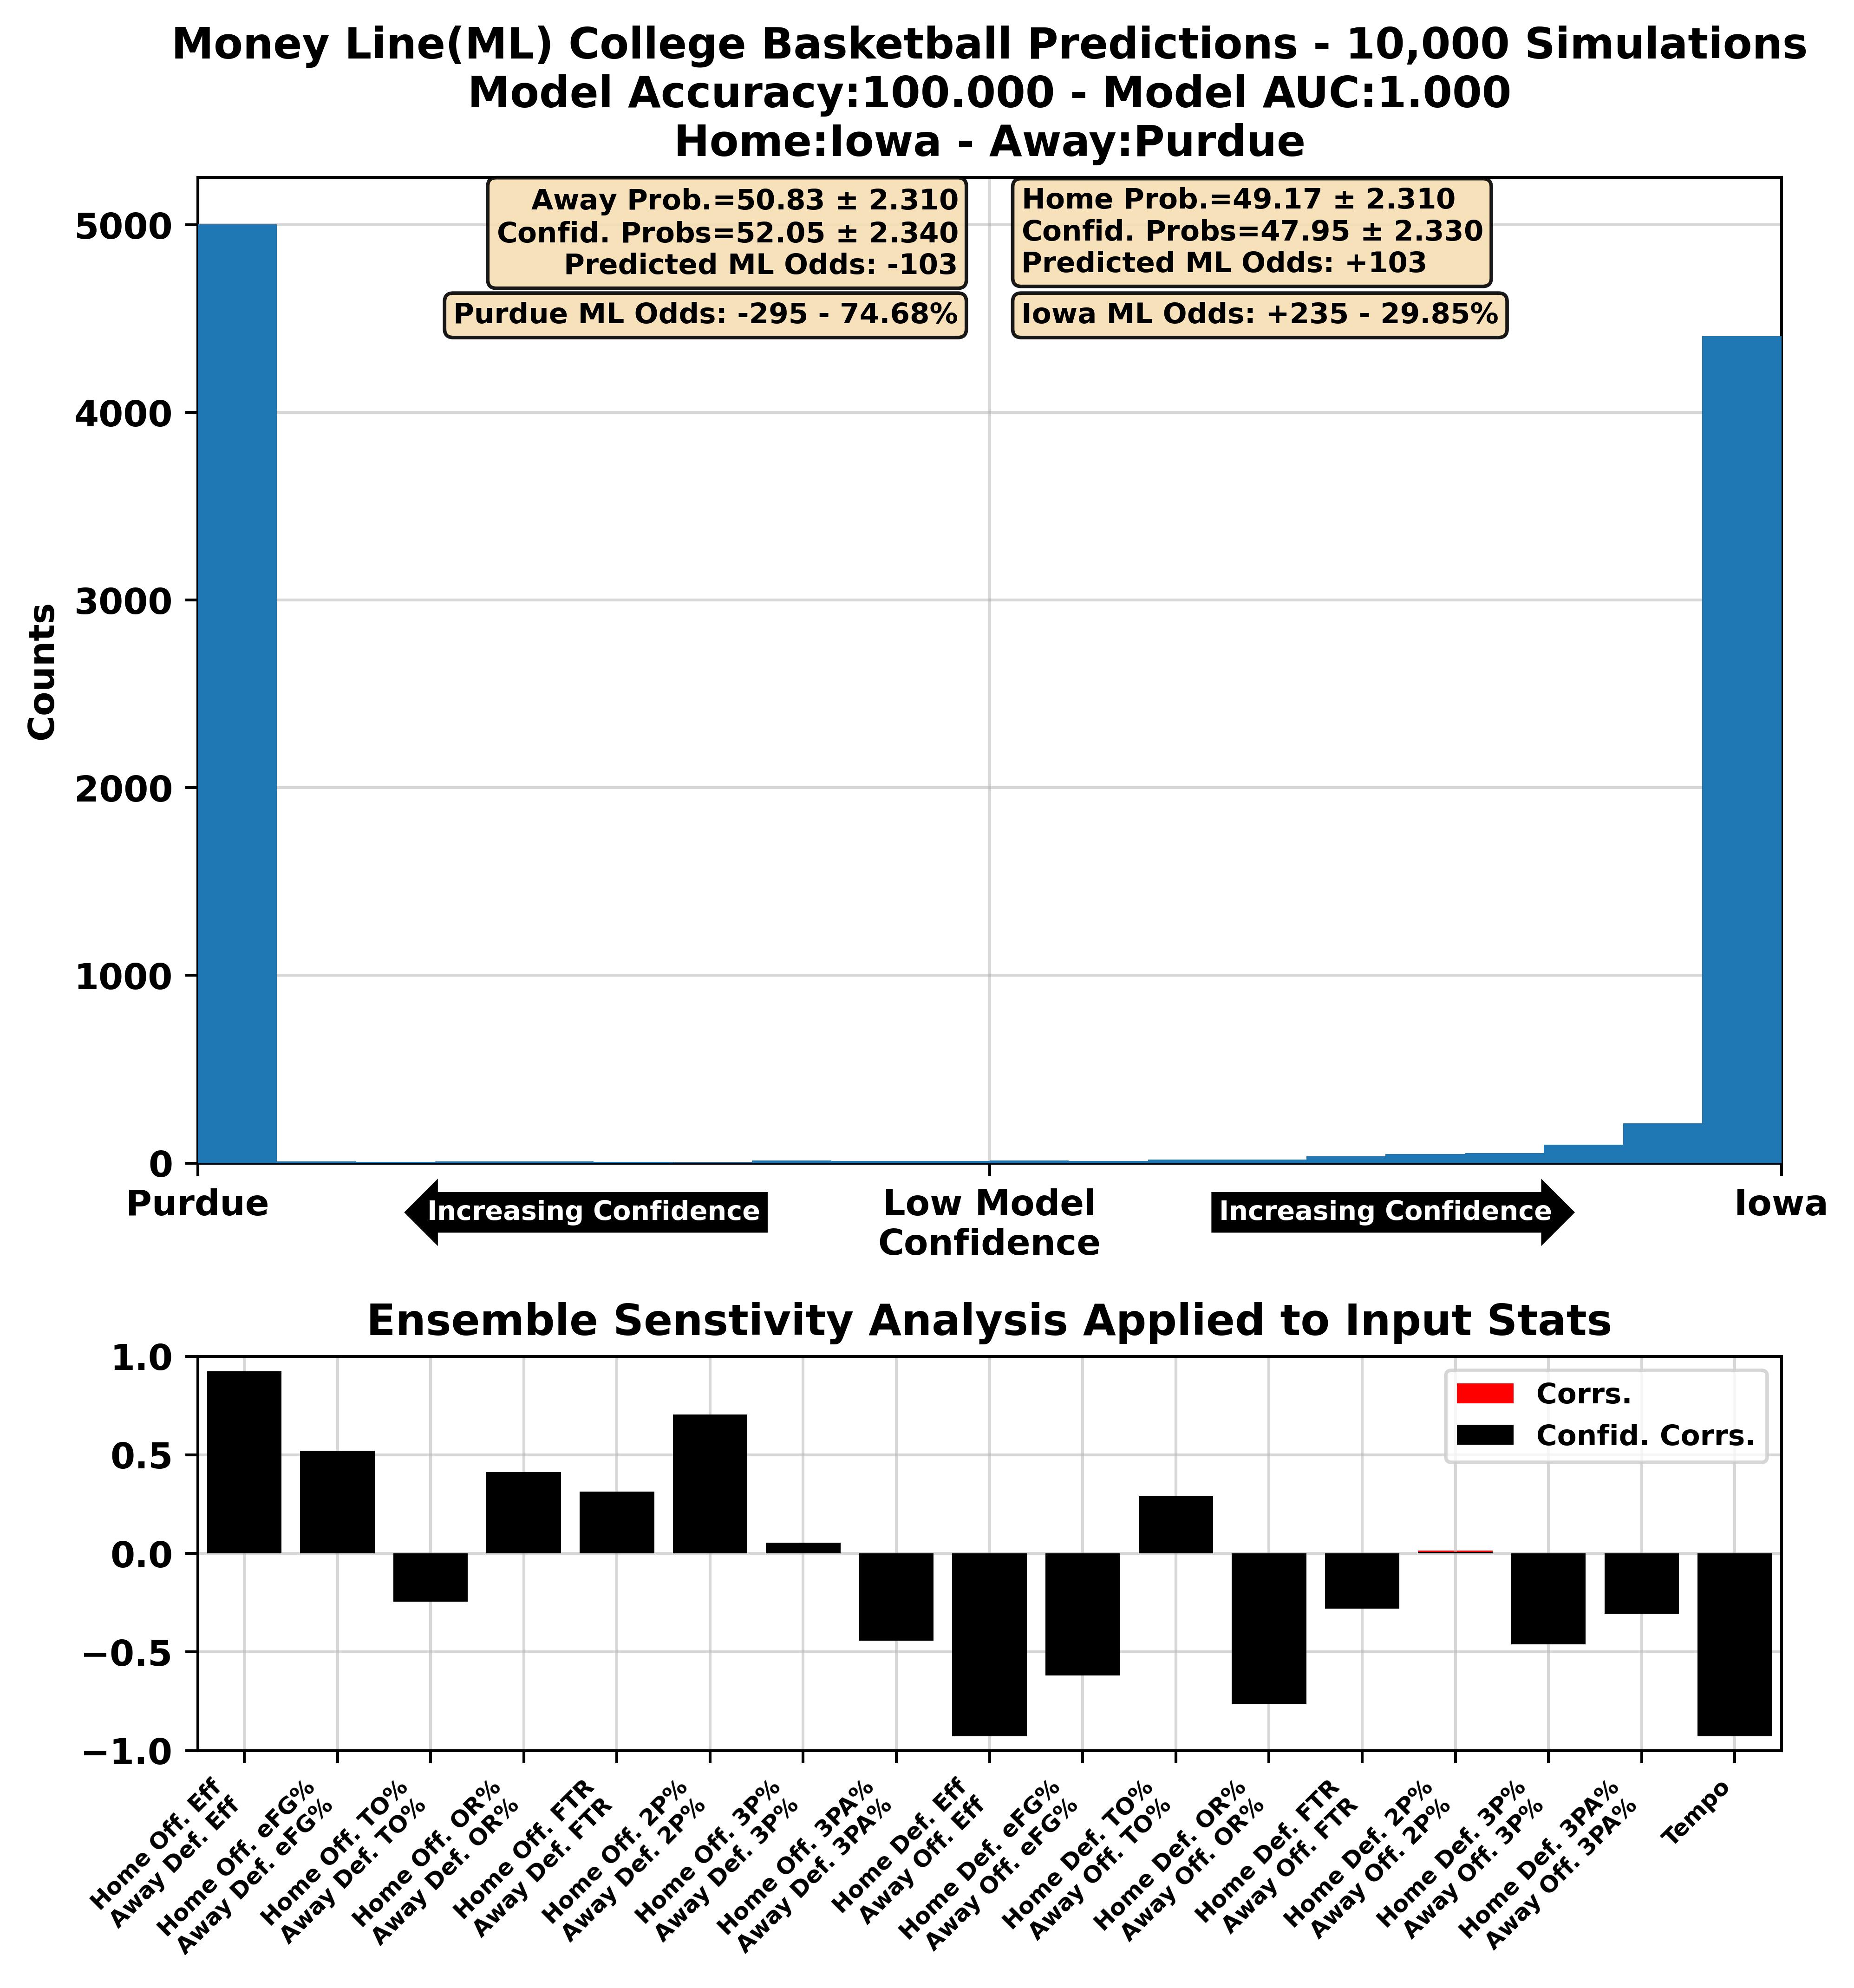 Money Line(ML) College Basketball Predictions - 10,000 Simulations
Model Accuracy:100.000 - Model AUC:1.000
Home:Iowa - Away:Purdue
Away Prob.=50.83 ± 2.310
Confid. Probs=52.05 ± 2.340
Predicted ML Odds: -103
Purdue ML Odds: -295 - 74.68%
Home Prob.=49.17 ± 2.310
Confid. Probs=47.95 ± 2.330
Predicted ML Odds: +103
Iowa ML Odds: +235 - 29.85%
Counts
5000
4000
3000
2000
1000
0
Purdue
Increasing Confidence
Low Model
Confidence
Increasing Confidence
Iowa
Ensemble Senstivity Analysis Applied to Input Stats
1.0
0.5
0.0
−0.5
−1.0
Corrs.
Confid. Corrs.
Home Off. Eff
Away Def. Eff
Home Off. eFG%
Away Def. eFG%
Home Off. TO%
Away Def. TO%
Home Off. OR%
Away Def. OR%
Home Off. FTR
Away Def. FTR
Home Off. 2P%
Away Def. 2P%
Home Off. 3P%
Away Def. 3P%
Home Off. 3PA%
Away Def. 3PA%
Home Def. Eff
Away Off. Eff
Home Def. eFG%
Away Off. eFG%
Home Def. TO%
Away Off. TO%
Home Def. OR%
Away Off. OR%
Home Def. FTR
Away Off. FTR
Home Def. 2P%
Away Off. 2P%
Home Def. 3P%
Away Off. 3P%
Home Def. 3PA%
Away Off. 3PA%
Tempo